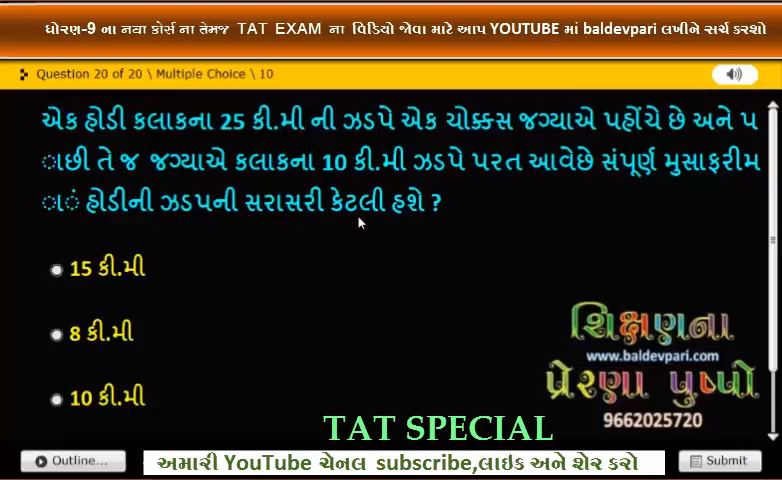 ધોરણ-9 ના નવા કોર્સ ના તેમજ TAT EXAM ના વિડિયો જોવા માટે આપ YOUTUBE માં baldevpari લખીને સર્ચ કરશો
Question 20 of 20 \ Multiple Choice \ 10
એક હોડી કલાકના 25 કી.મી ની ઝડપે એક ચોક્ક્સ જગ્યાએ પહોંચે છે અને પ
ાછી તે જ જગ્યાએ કલાકના 10 કી.મી ઝડપે પરત આવેછે સંપૂર્ણ મુસાફરીમ
ાં હોડીની ઝડપની સરાસરી કેટલી હશે ?
15 કી.મી
8 કી.મી
10 કી.મી
શિક્ષણના
www.baldevpari.com
પ્રેરણા પુષ્પો
9662025720
TAT SPECIAL
Outline...
અમારી YouTube ચેનલ subscribe,લાઇક અને શેર કરો
Submit